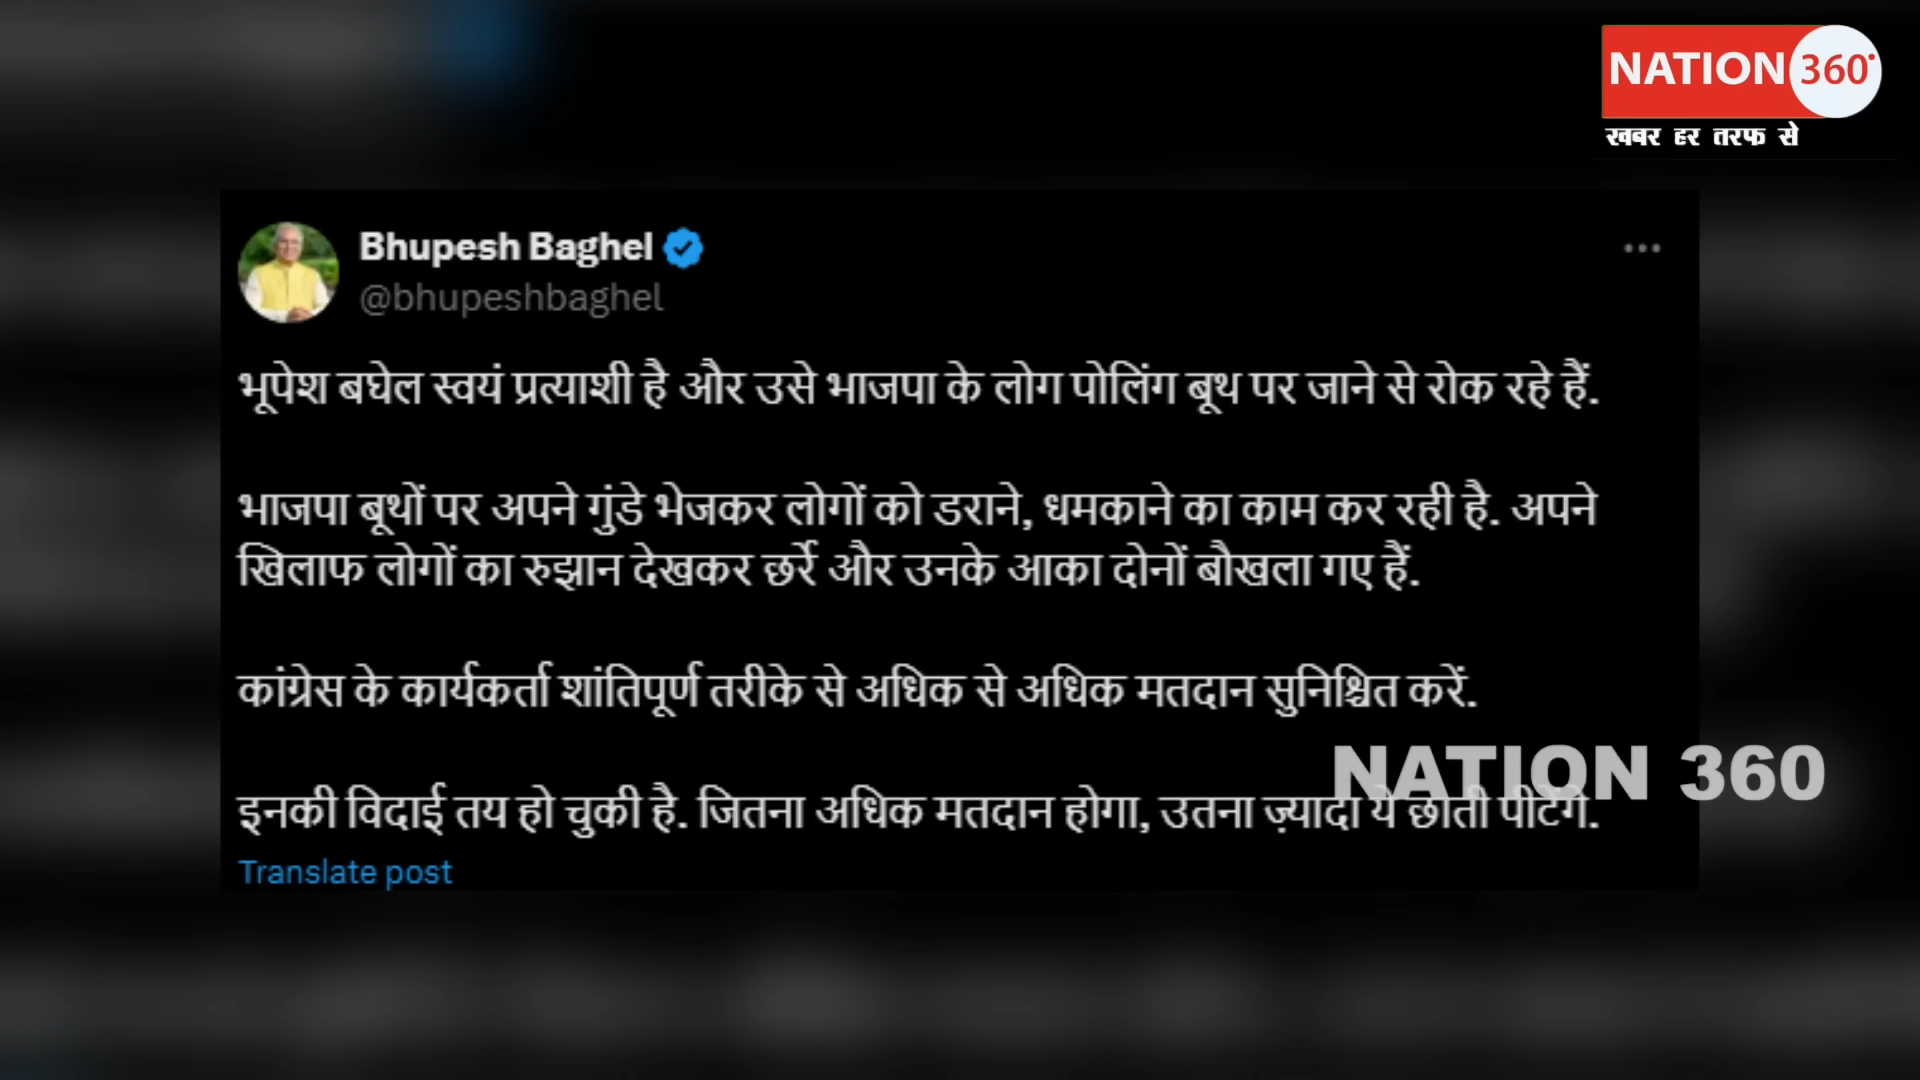 NATION 360°
खबर हर तरफ से
Bhupesh Baghel
@bhupeshbaghel
भूपेश बघेल स्वयं प्रत्याशी है और उसे भाजपा के लोग पोलिंग बूथ पर जाने से रोक रहे हैं.
भाजपा बूथों पर अपने गुंडे भेजकर लोगों को डराने, धमकाने का काम कर रही है. अपने
खिलाफ लोगों का रुझान देखकर छर्रे और उनके आका दोनों बौखला गए हैं.
कांग्रेस के कार्यकर्ता शांतिपूर्ण तरीके से अधिक से अधिक मतदान सुनिश्चित करें.
NATION 360
इनकी विदाई तय हो चुकी है. जितना अधिक मतदान होगा, उतना ज़्यादा ये छाती पीटेंगे.
Translate post